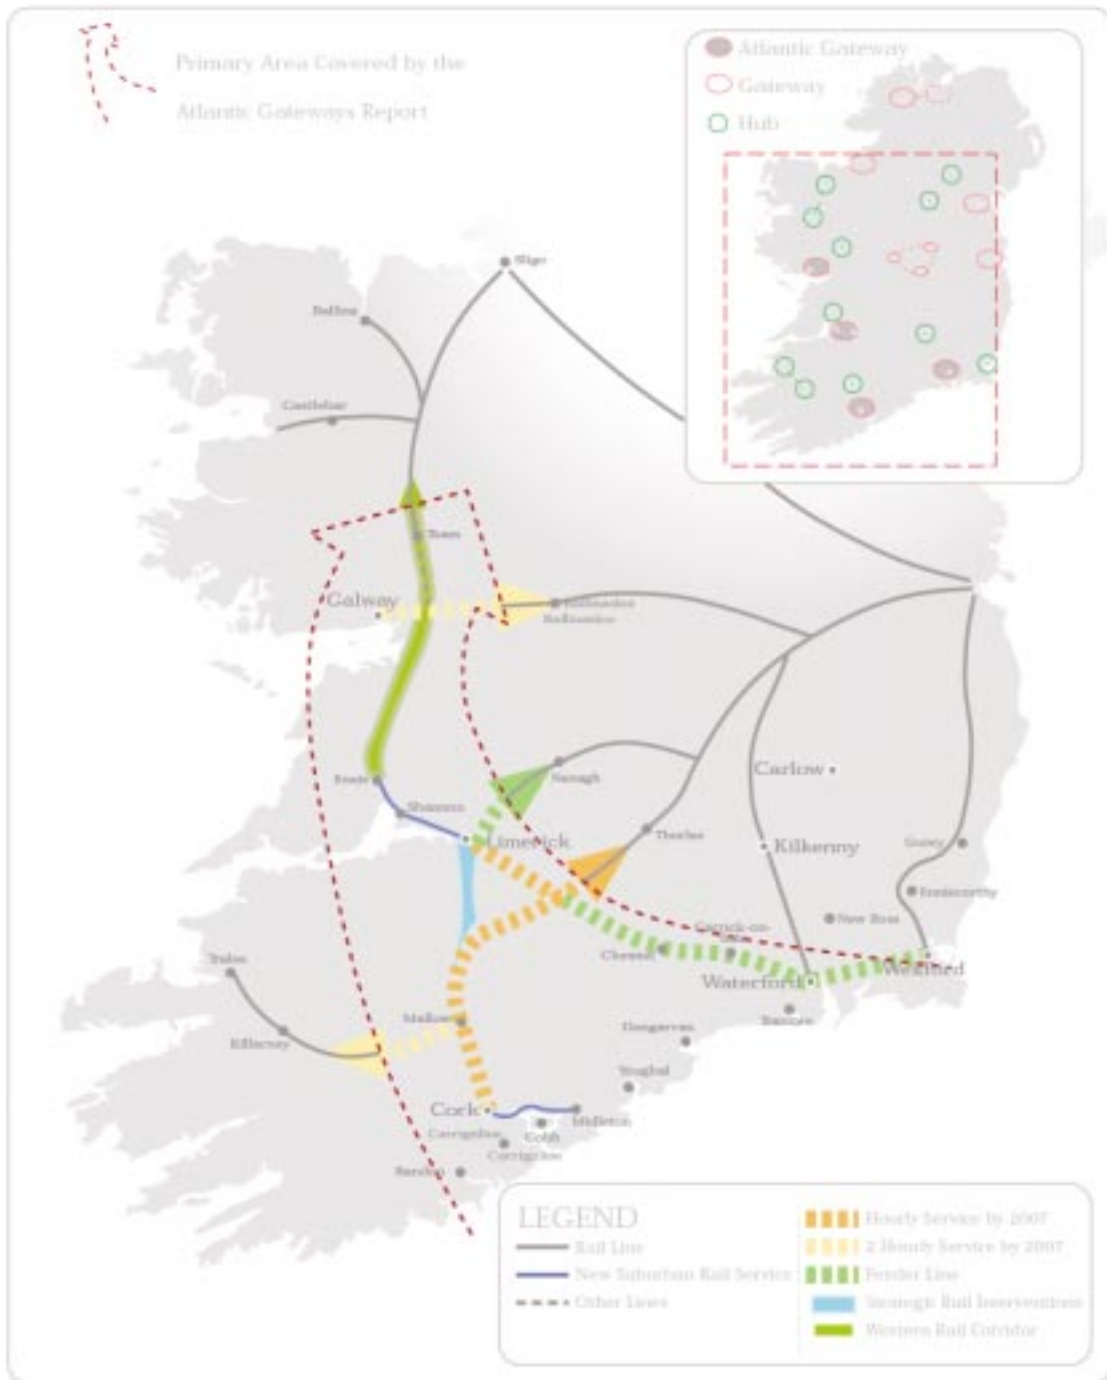 Primary Area Covered by the
Atlantic Gateways Report
Atlantic Gateway
Gateway
Hub
Sligo
Ballina
Castlebar
Tuam
Galway
Ballinasloe
Ballinasloe
Carlow
Nenagh
Ennis
Shannon
Limerick
Thurles
Kilkenny
Gorey
Enniscorthy
New Ross
Carrick-on-
Clonmel
Wexford
Waterford
Tralee
Tramore
Mallow
Dungarvan
Killarney
Youghal
Cork
Midleton
Carrigaline
Cobh
Carrigaline
Bandon
LEGEND
Rail Line
New Suburban Rail Service
Other Lines
Hourly Service by 2007
2 Hourly Service by 2007
Feeder Line
Strategic Rail Interventions
Western Rail Corridor